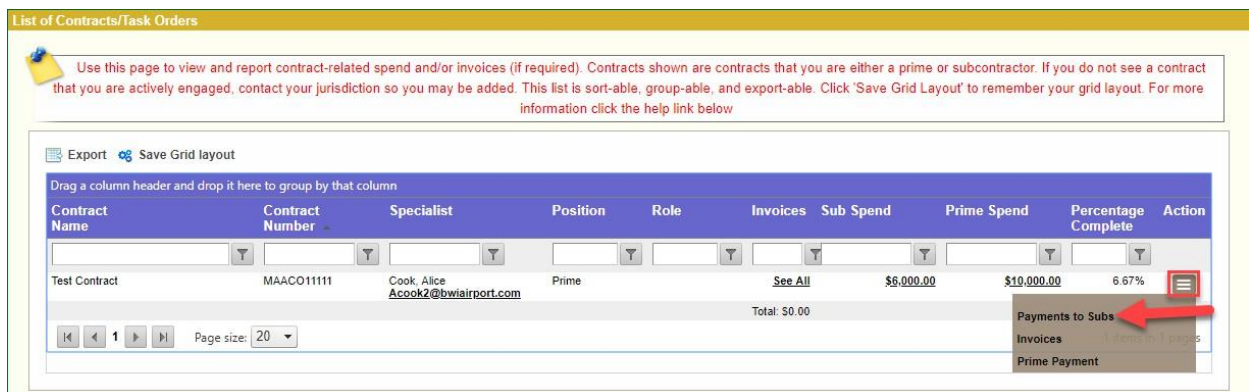 List of Contracts/Task Orders
Use this page to view and report contract-related spend and/or invoices (if required). Contracts shown are contracts that you are either a prime or subcontractor. If you do not see a contract
that you are actively engaged, contact your jurisdiction so you may be added. This list is sort-able, group-able, and export-able. Click 'Save Grid Layout' to remember your grid layout. For more
information click the help link below
Export Save Grid layout
Drag a column header and drop it here to group by that column
Contract Name Contract Number Specialist Position Role Invoices Sub Spend Prime Spend Percentage Complete Action
Test Contract MAACO11111 Cook, Alice Prime See All $6,000.00 $10,000.00 6.67%
Acook2@bwiairport.com
Total: $0.00
Payments to Subs
1 Page size: 20 Invoices 1 items in 1 pages
Prime Payment